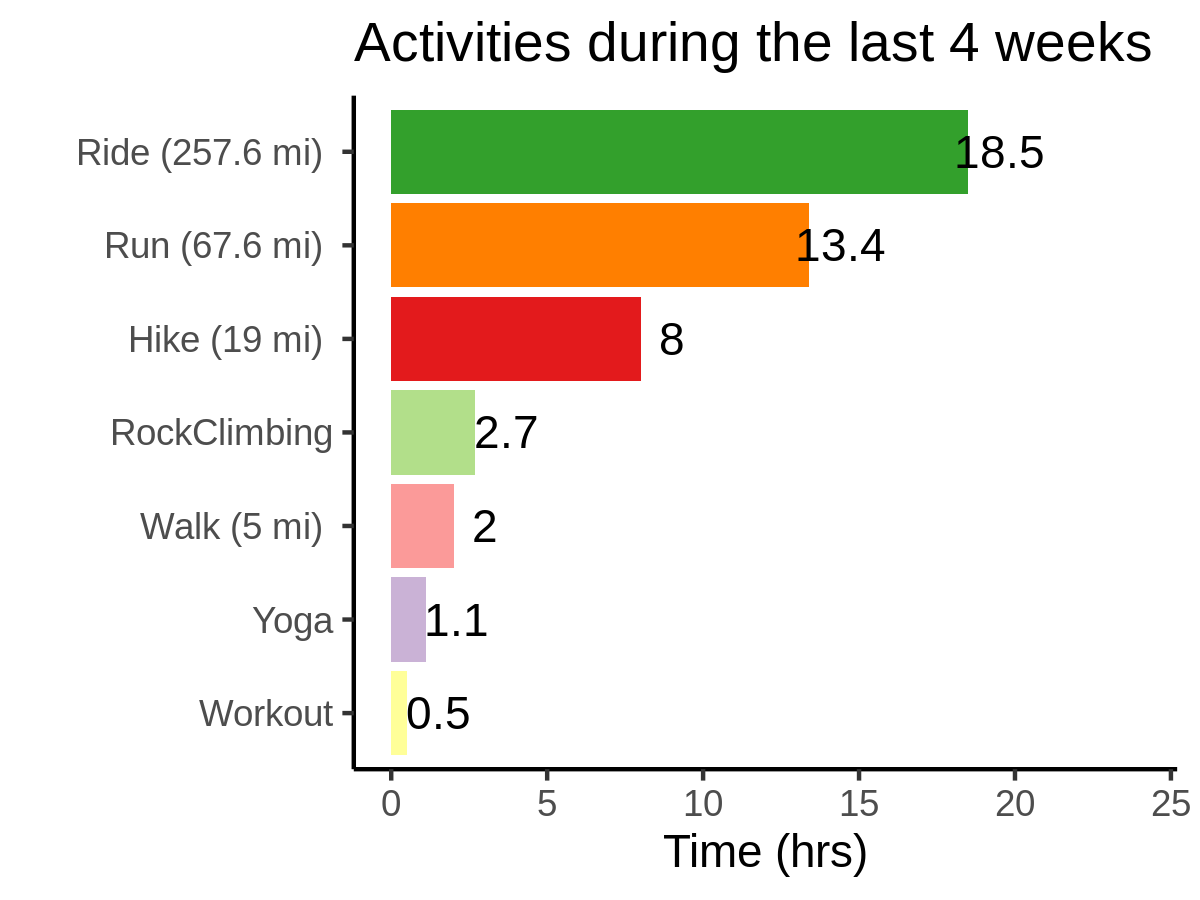 Activities during the last 4 weeks
Ride (257.6 mi) 18.5
Run (67.6 mi) 13.4
Hike (19 mi) 8
RockClimbing 2.7
Walk (5 mi) 2
Yoga 1.1
Workout 0.5
0 5 10 15 20 25
Time (hrs)